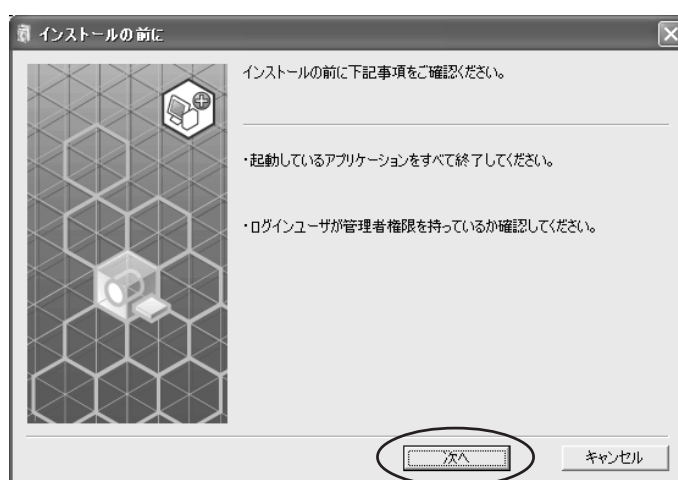 インストールの前に
インストールの前に下記事項をご確認ください。
・起動しているアプリケーションをすべて終了してください。
・ログインユーザが管理者権限を持っているか確認してください。
次へ
キャンセル